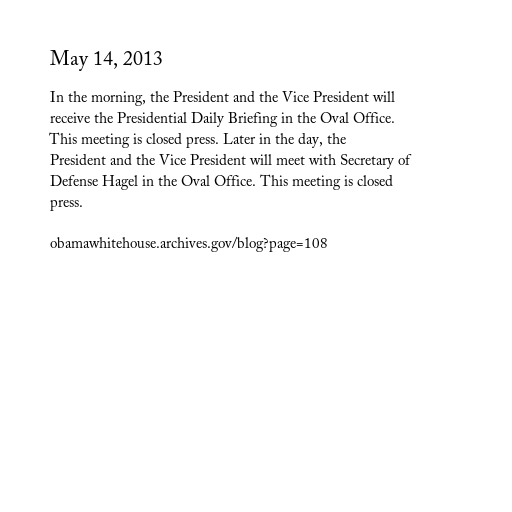 May 14, 2013
In the morning, the President and the Vice President will
receive the Presidential Daily Briefing in the Oval Office.
This meeting is closed press. Later in the day, the
President and the Vice President will meet with Secretary of
Defense Hagel in the Oval Office. This meeting is closed
press.
obamawhitehouse.archives.gov/blog?page=108